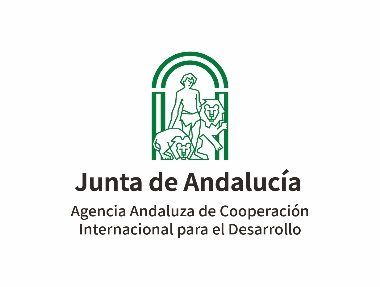 Junta de Andalucía
Agencia Andaluza de Cooperación
Internacional para el Desarrollo